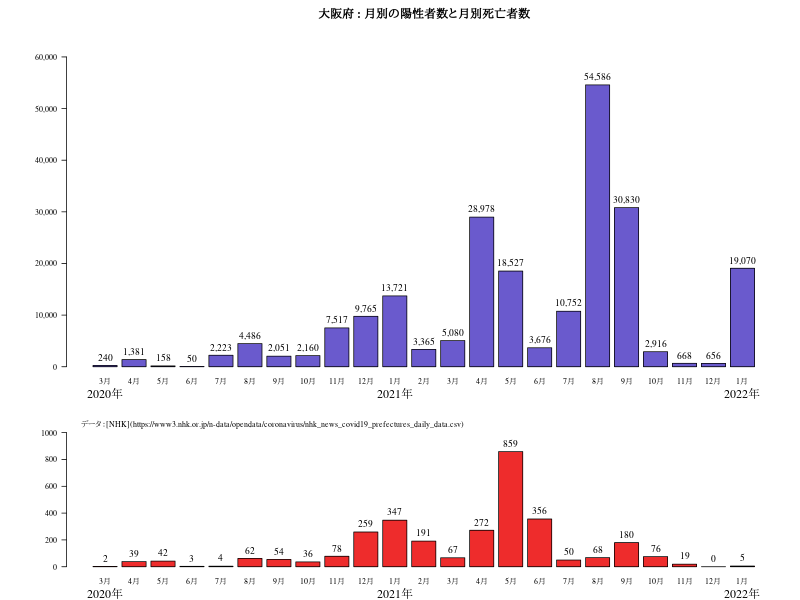 大阪府 : 月別の陽性者数と月別死亡者数
60,000
50,000
40,000
30,000
20,000
10,000
0
240 1,381 158 50 2,223 4,486 2,051 2,160 7,517 9,765 13,721 3,365 5,080 28,978 18,527 3,676 10,752 54,586 30,830 2,916 668 656 19,070
3月 4月 5月 6月 7月 8月 9月 10月 11月 12月 1月 2月 3月 4月 5月 6月 7月 8月 9月 10月 11月 12月 1月
2020年 2021年 2022年
データ:[NHK](https://www3.nhk.or.jp/n-data/opendata/coronavirus/nhk_news_covid19_prefectures_daily_data.csv)
1000
800
600
400
200
0
2 39 42 3 4 62 54 36 78 259 347 191 67 272 859 356 50 68 180 76 19 0 5
3月 4月 5月 6月 7月 8月 9月 10月 11月 12月 1月 2月 3月 4月 5月 6月 7月 8月 9月 10月 11月 12月 1月
2020年 2021年 2022年